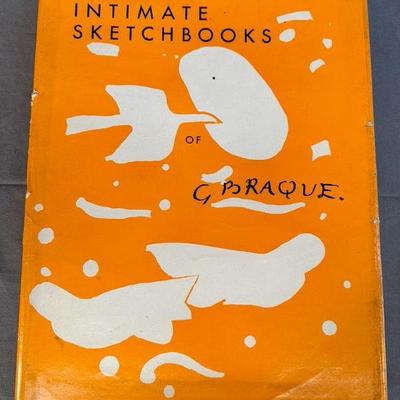 INTIMATE
SKETCHBOOKS
OF
G BRAQUE.